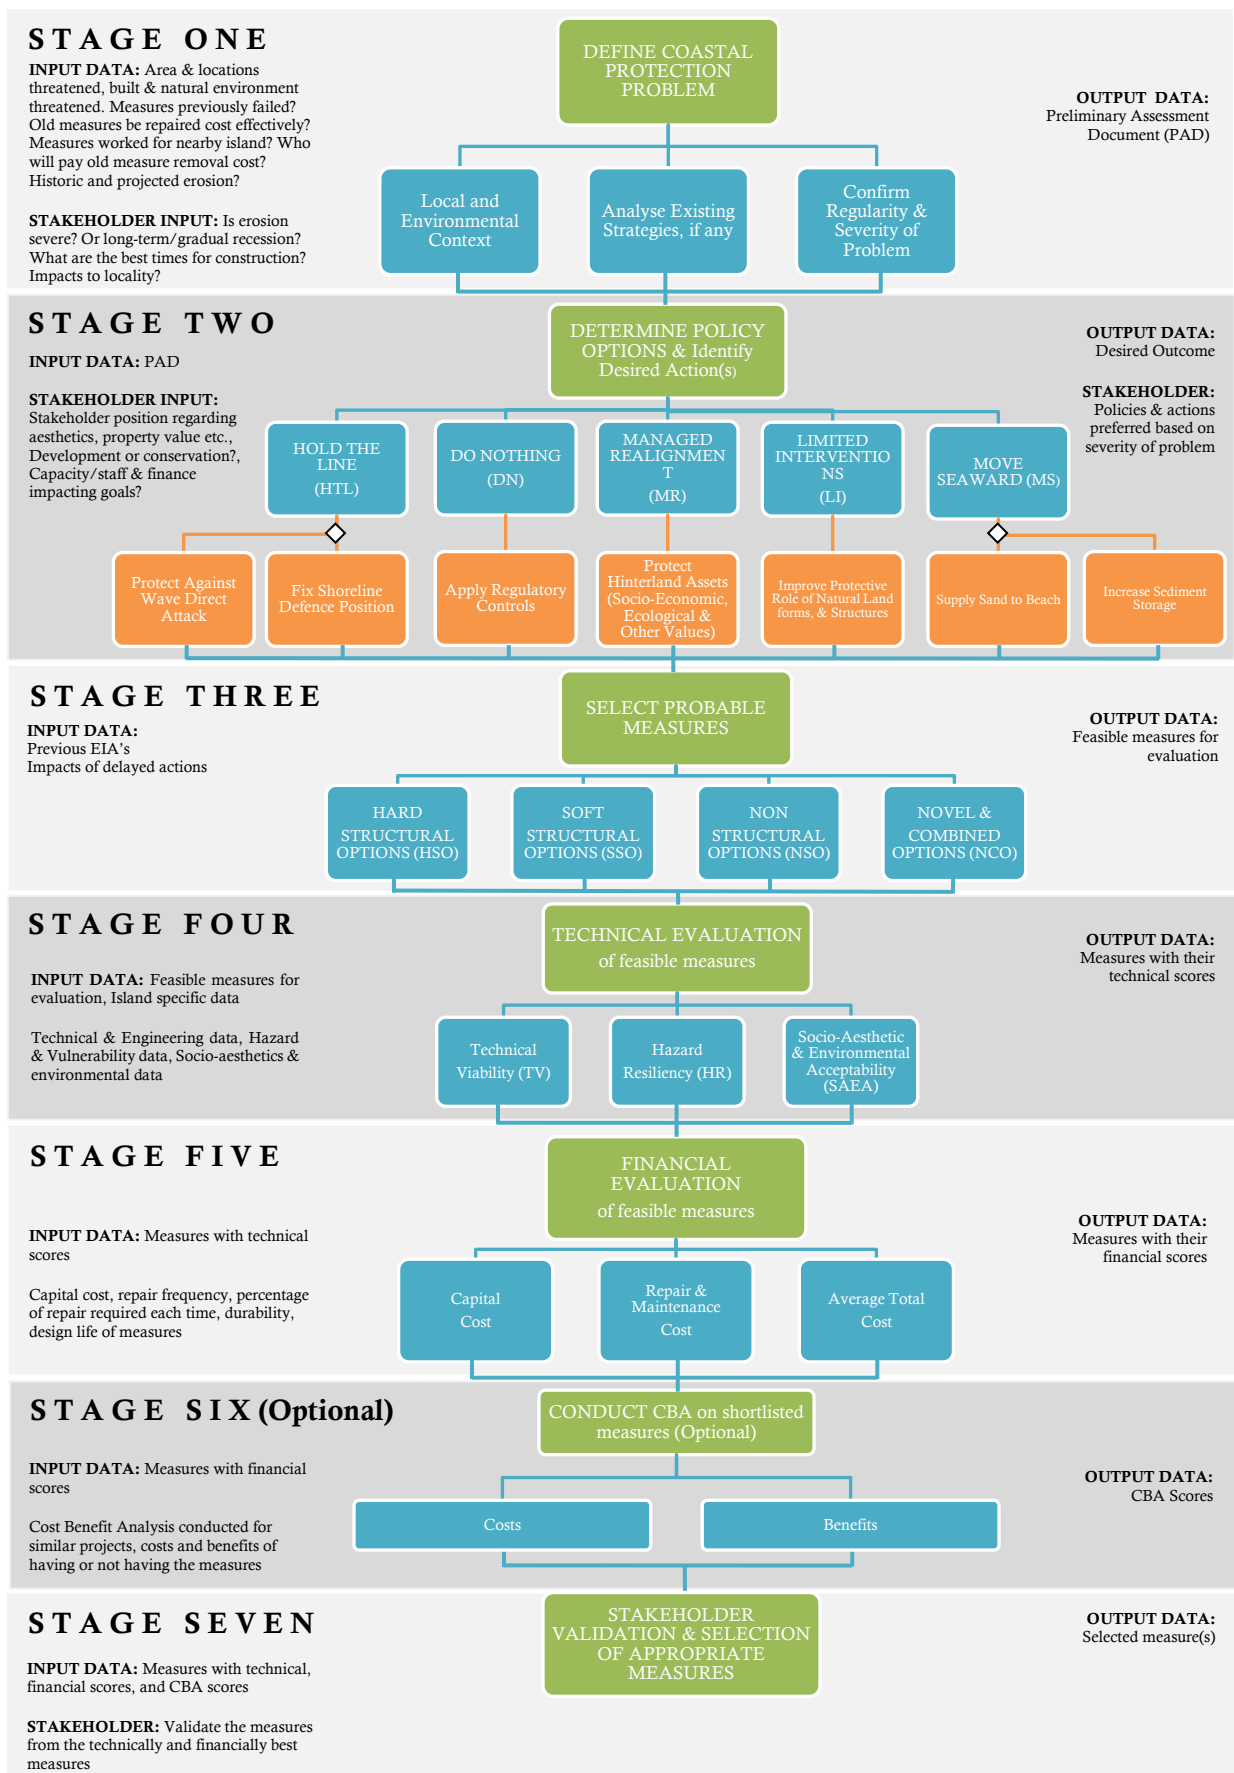 STAGE ONE
INPUT DATA: Area & locations
threatened, built & natural environment
threatened. Measures previously failed?
Old measures be repaired cost effectively?
Measures worked for nearby island? Who
will pay old measure removal cost?
Historic and projected erosion?
STAKEHOLDER INPUT: Is erosion
severe? Or long-term/gradual recession?
What are the best times for construction?
Impacts to locality?
DEFINE COASTAL
PROTECTION
PROBLEM
OUTPUT DATA:
Preliminary Assessment
Document (PAD)
Local and
Environmental
Context
Analyse Existing
Strategies, if any
Confirm
Regularity &
Severity of
Problem
STAGE TWO
INPUT DATA: PAD
STAKEHOLDER INPUT:
Stakeholder position regarding
aesthetics, property value etc.,
Development or conservation?,
Capacity/staff & finance
impacting goals?
DETERMINE POLICY
OPTIONS & Identify
Desired Action(s)
OUTPUT DATA:
Desired Outcome
STAKEHOLDER:
Policies & actions
preferred based on
severity of problem
HOLD THE
LINE
(HTL)
DO NOTHING
(DN)
MANAGED
REALIGNMEN
T
(MR)
LIMITED
INTERVENTIO
NS
(LI)
MOVE
SEAWARD (MS)
Protect Against
Wave Direct
Attack
Fix Shoreline
Defence Position
Apply Regulatory
Controls
Protect
Hinterland Assets
(Socio-Economic,
Ecological &
Other Values)
Improve Protective
Role of Natural Land
forms, & Structures
Supply Sand to Beach
Increase Sediment
Storage
STAGE THREE
INPUT DATA:
Previous EIA's
Impacts of delayed actions
SELECT PROBABLE
MEASURES
OUTPUT DATA:
Feasible measures for
evaluation
HARD
STRUCTURAL
OPTIONS (HSO)
SOFT
STRUCTURAL
OPTIONS (SSO)
NON
STRUCTURAL
OPTIONS (NSO)
NOVEL &
COMBINED
OPTIONS (NCO)
STAGE FOUR
INPUT DATA: Feasible measures for
evaluation, Island specific data
Technical & Engineering data, Hazard
& Vulnerability data, Socio-aesthetics &
environmental data
TECHNICAL EVALUATION
of feasible measures
OUTPUT DATA:
Measures with their
technical scores
Technical
Viability (TV)
Hazard
Resiliency (HR)
Socio-Aesthetic
& Environmental
Acceptability
(SAEA)
STAGE FIVE
INPUT DATA: Measures with technical
scores
Capital cost, repair frequency, percentage
of repair required each time, durability,
design life of measures
FINANCIAL
EVALUATION
of feasible measures
OUTPUT DATA:
Measures with their
financial scores
Capital
Cost
Repair &
Maintenance
Cost
Average Total
Cost
STAGE SIX (Optional)
INPUT DATA: Measures with financial
scores
Cost Benefit Analysis conducted for
similar projects, costs and benefits of
having or not having the measures
CONDUCT CBA on shortlisted
measures (Optional)
OUTPUT DATA:
CBA Scores
Costs
Benefits
STAGE SEVEN
INPUT DATA: Measures with technical,
financial scores, and CBA scores
STAKEHOLDER: Validate the measures
from the technically and financially best
measures
STAKEHOLDER
VALIDATION & SELECTION
OF APPROPRIATE
MEASURES
OUTPUT DATA:
Selected measure(s)